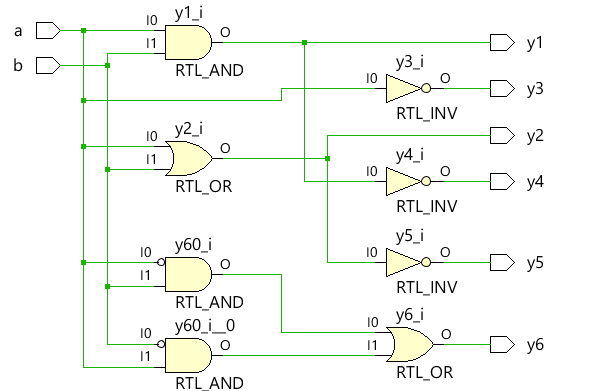 y1_i
a
I0
O
I1
y1
b
RTL_AND
y3_i
I0
O
y3
RTL_INV
y2_i
I0
O
I1
y2
RTL_OR
y4_i
I0
O
y4
RTL_INV
y5_i
I0
O
y5
RTL_INV
y60_i
I0
O
I1
RTL_AND
y60_i__0
I0
O
I1
RTL_AND
y6_i
I0
O
I1
y6
RTL_OR